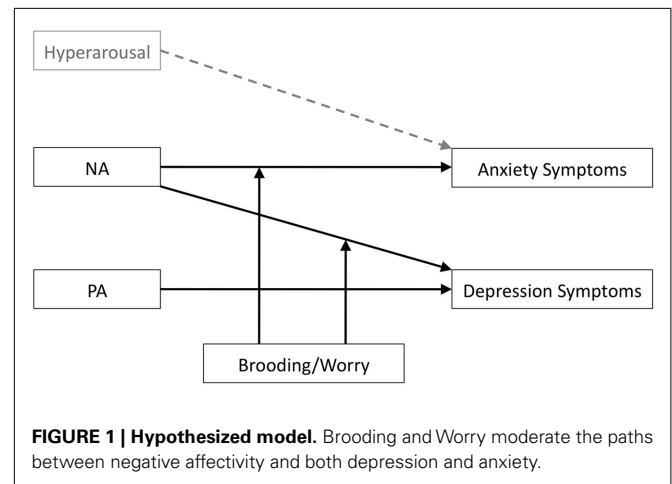 Hyperarousal
NA
Anxiety Symptoms
PA
Depression Symptoms
Brooding/Worry
FIGURE 1 | Hypothesized model. Brooding and Worry moderate the paths
between negative affectivity and both depression and anxiety.